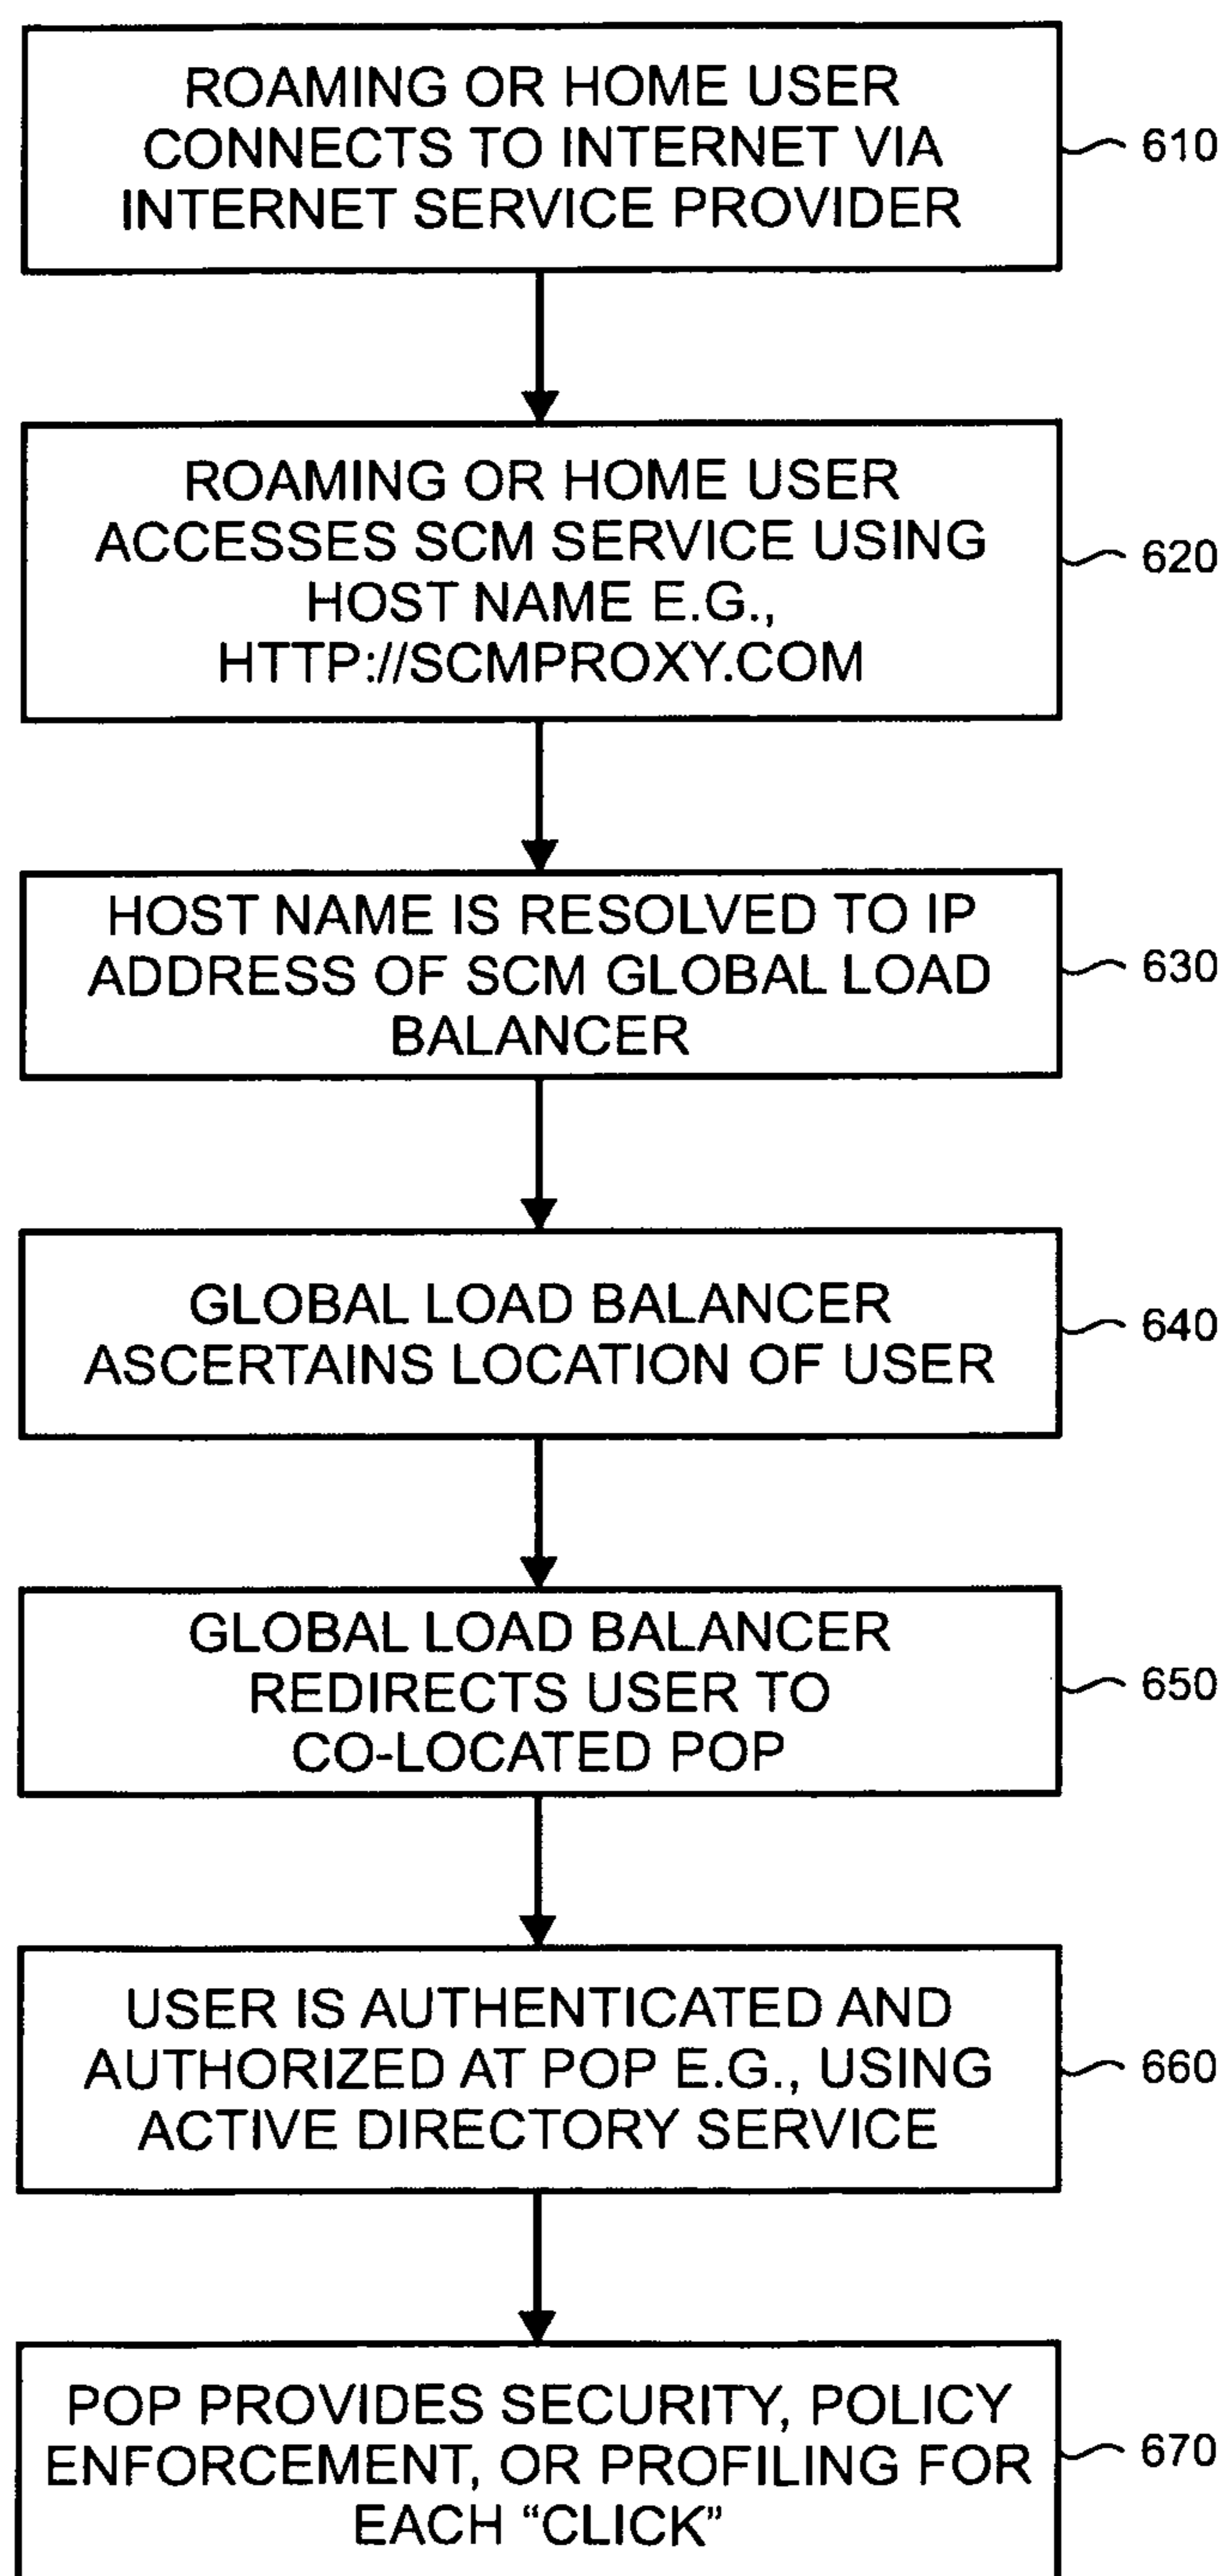 ROAMING OR HOME USER
CONNECTS TO INTERNET VIA
INTERNET SERVICE PROVIDER
610
ROAMING OR HOME USER
ACCESSES SCM SERVICE USING
HOST NAME E.G.,
HTTP://SCMPROXY.COM
620
HOST NAME IS RESOLVED TO IP
ADDRESS OF SCM GLOBAL LOAD
BALANCER
630
GLOBAL LOAD BALANCER
ASCERTAINS LOCATION OF USER
640
GLOBAL LOAD BALANCER
REDIRECTS USER TO
CO-LOCATED POP
650
USER IS AUTHENTICATED AND
AUTHORIZED AT POP E.G., USING
ACTIVE DIRECTORY SERVICE
660
POP PROVIDES SECURITY, POLICY
ENFORCEMENT, OR PROFILING FOR
EACH “CLICK”
670